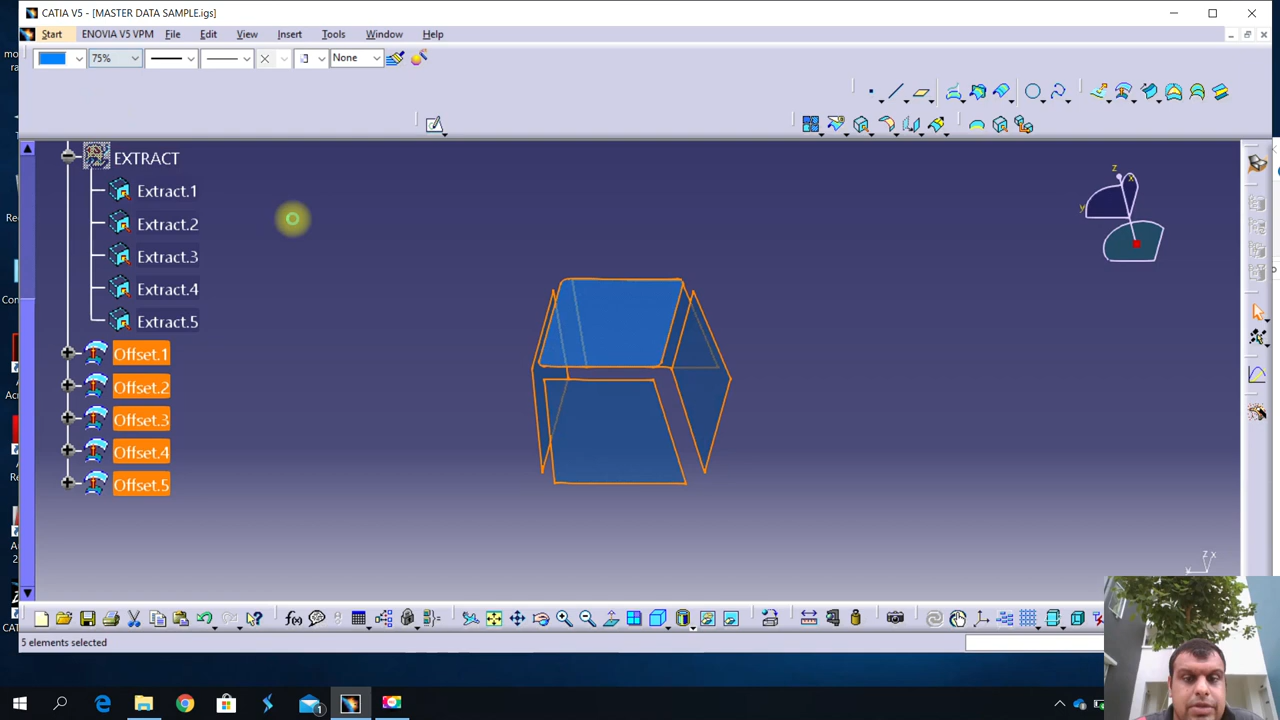 CATIA V5 - [MASTER DATA SAMPLE.igs]
Start ENOVIA V5 VPM File Edit View Insert Tools Window Help
75% None
EXTRACT
Extract.1
Extract.2
Extract.3
Extract.4
Extract.5
Offset.1
Offset.2
Offset.3
Offset.4
Offset.5
z
x
y
z x
f(x)
5 elements selected
1